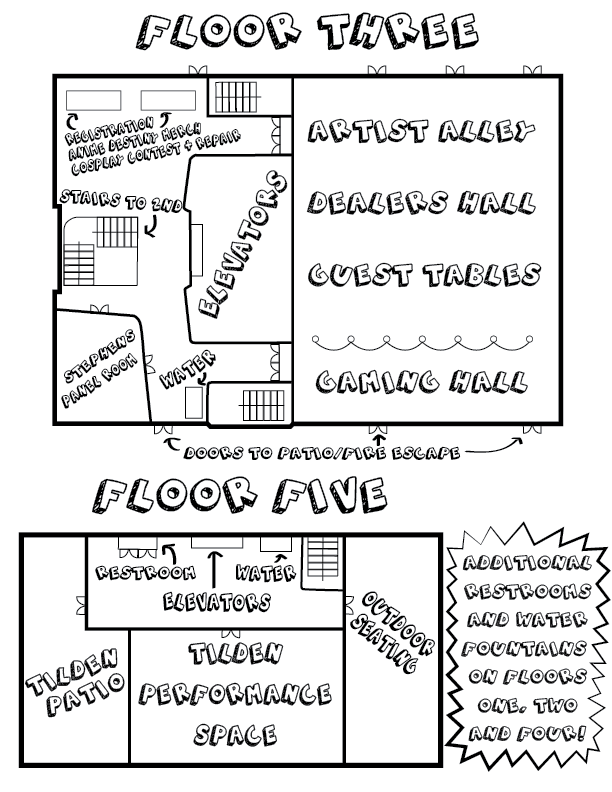 FLOOR THREE
REGISTRATION
ANIME DESTINY MERCH
COSPLAY CONTEST + REPAIR
STAIRS TO 2ND
ELEVATORS
STEPHENS
PANEL ROOM
WATER
ARTIST ALLEY
DEALERS HALL
GUEST TABLES
GAMING HALL
DOORS TO PATIO/FIRE ESCAPE
FLOOR FIVE
RESTROOM
WATER
ELEVATORS
TILDEN
PATIO
TILDEN
PERFORMANCE
SPACE
OUTDOOR
SEATING
ADDITIONAL
RESTROOMS
AND WATER
FOUNTAINS
ON FLOORS
ONE, TWO
AND FOUR!